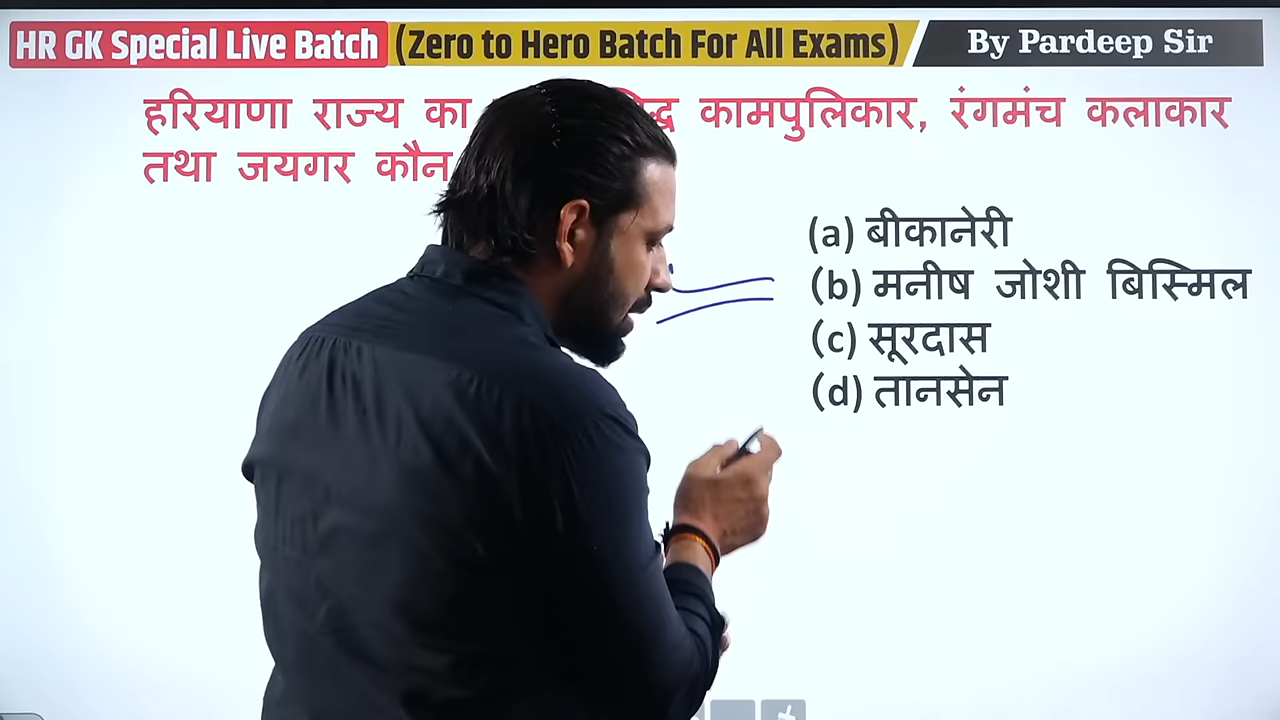 HR GK Special Live Batch (Zero to Hero Batch For All Exams) By Pardeep Sir
हरियाणा राज्य का कामपुलिकार, रंगमंच कलाकार
तथा जयगर कौन
(a) बीकानेरी
(b) मनीष जोशी बिस्मिल
(c) सूरदास
(d) तानसेन